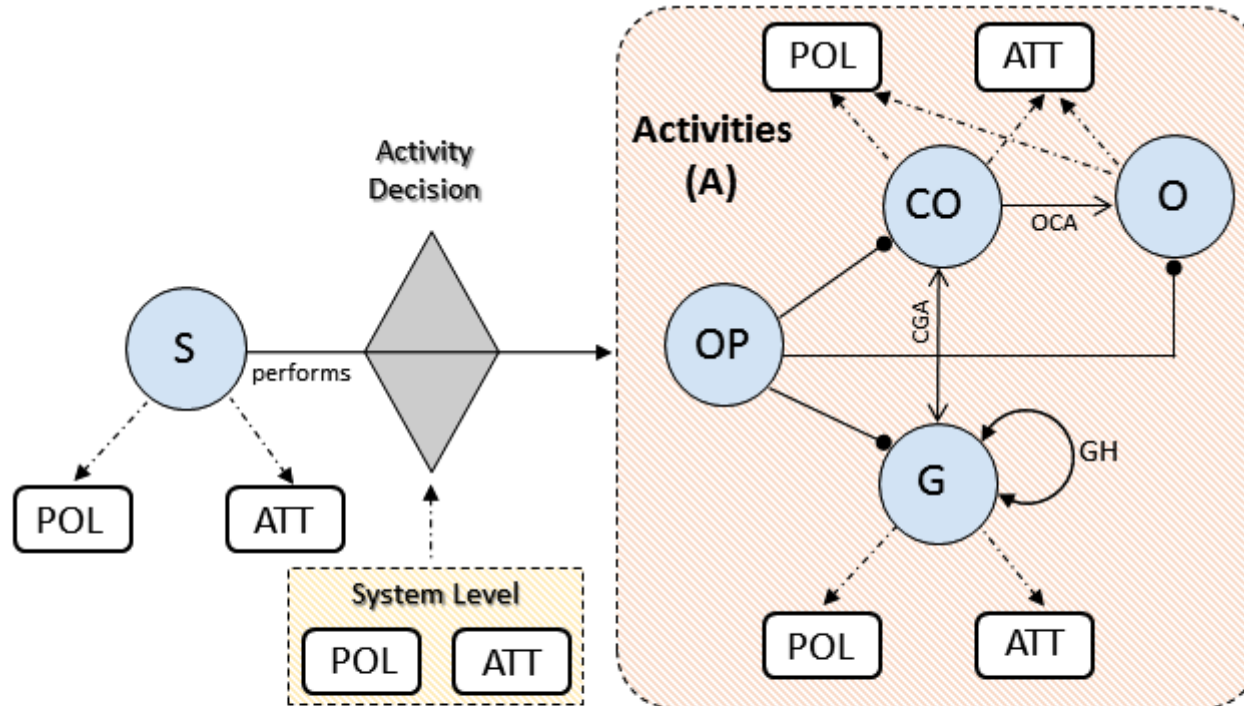 POL
ATT
Activities
(A)
Activity
Decision
CO
O
OCA
S
performs
OP
CGA
G
GH
POL
ATT
System Level
POL
ATT
POL
ATT